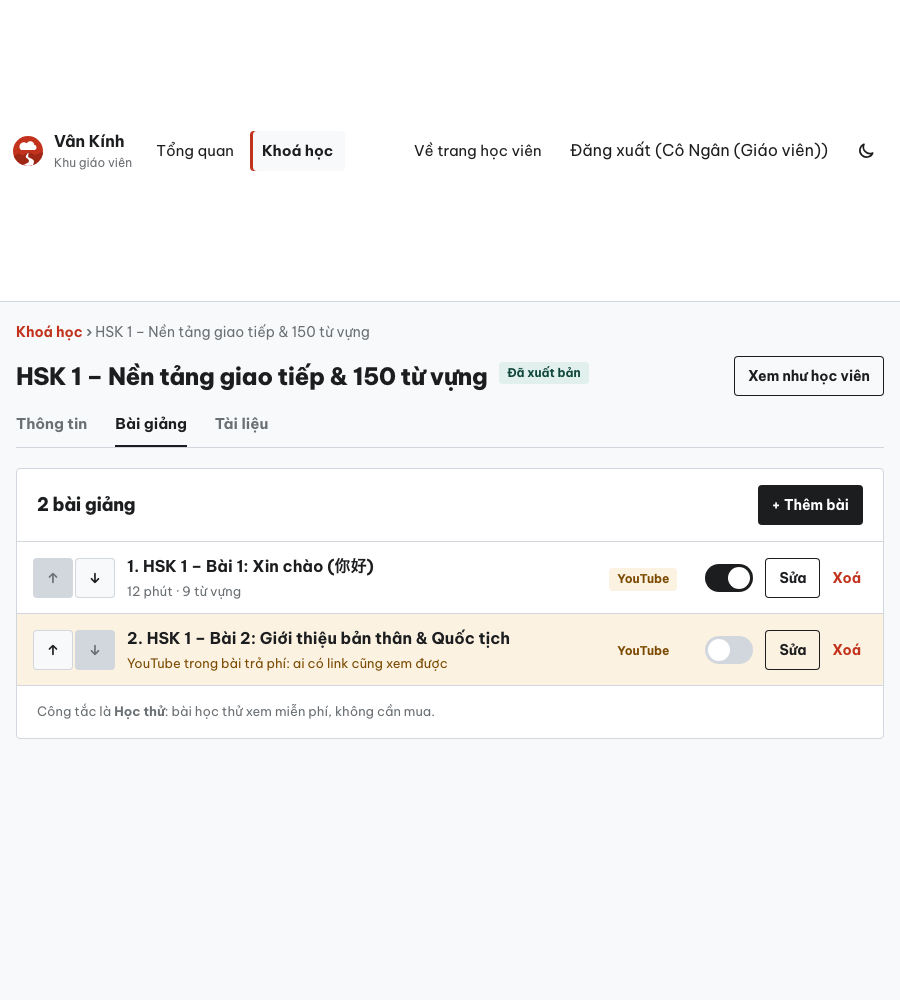 Vân Kính
Khu giáo viên
Tổng quan
Khoá học
Về trang học viên
Đăng xuất (Cô Ngân (Giáo viên))
Khoá học › HSK 1 – Nền tảng giao tiếp & 150 từ vựng
HSK 1 – Nền tảng giao tiếp & 150 từ vựng
Đã xuất bản
Xem như học viên
Thông tin
Bài giảng
Tài liệu
2 bài giảng
+ Thêm bài
↑ ↓
1. HSK 1 – Bài 1: Xin chào (你好)
12 phút · 9 từ vựng
YouTube
Sửa
Xoá
↑ ↓
2. HSK 1 – Bài 2: Giới thiệu bản thân & Quốc tịch
YouTube trong bài trả phí: ai có link cũng xem được
YouTube
Sửa
Xoá
Công tắc là Học thử: bài học thử xem miễn phí, không cần mua.